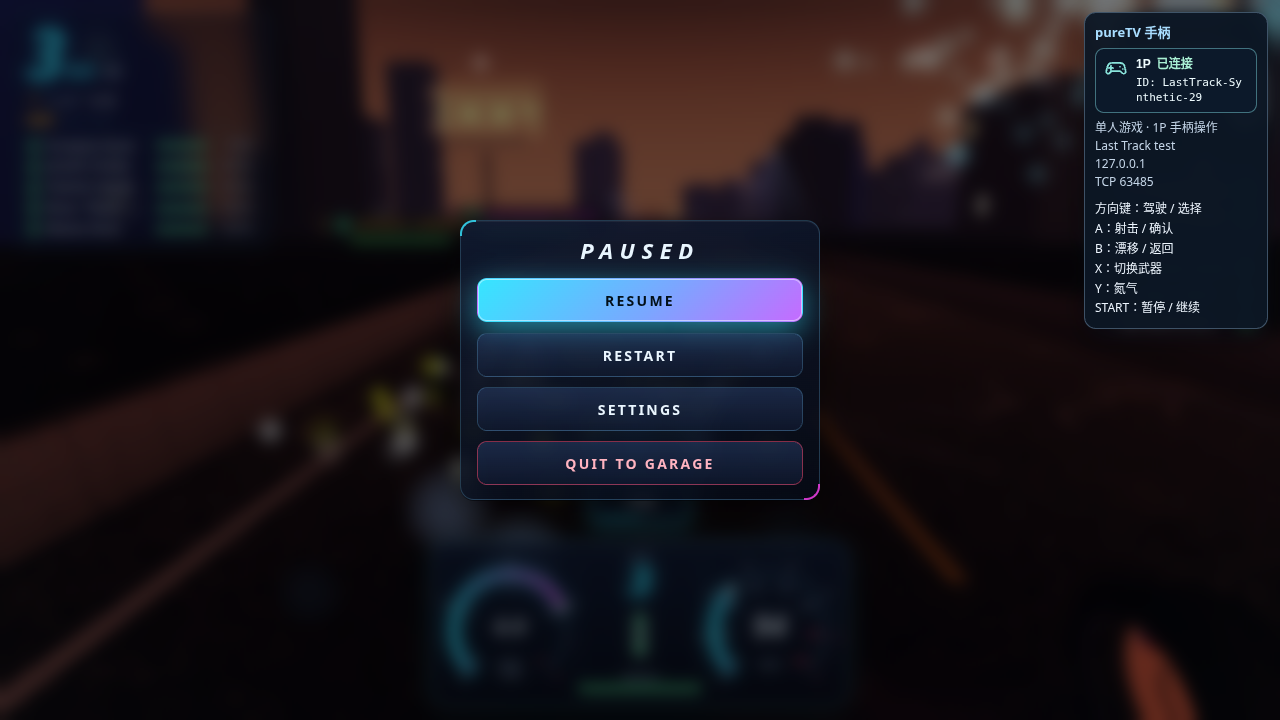 PAUSED
RESUME
RESTART
SETTINGS
QUIT TO GARAGE
pureTV 手柄
1P 已连接
ID: LastTrack-Sy
nthetic-29
单人游戏 · 1P 手柄操作
Last Track test
127.0.0.1
TCP 63485
方向键：驾驶 / 选择
A：射击 / 确认
B：漂移 / 返回
X：切换武器
Y：氮气
START：暂停 / 继续